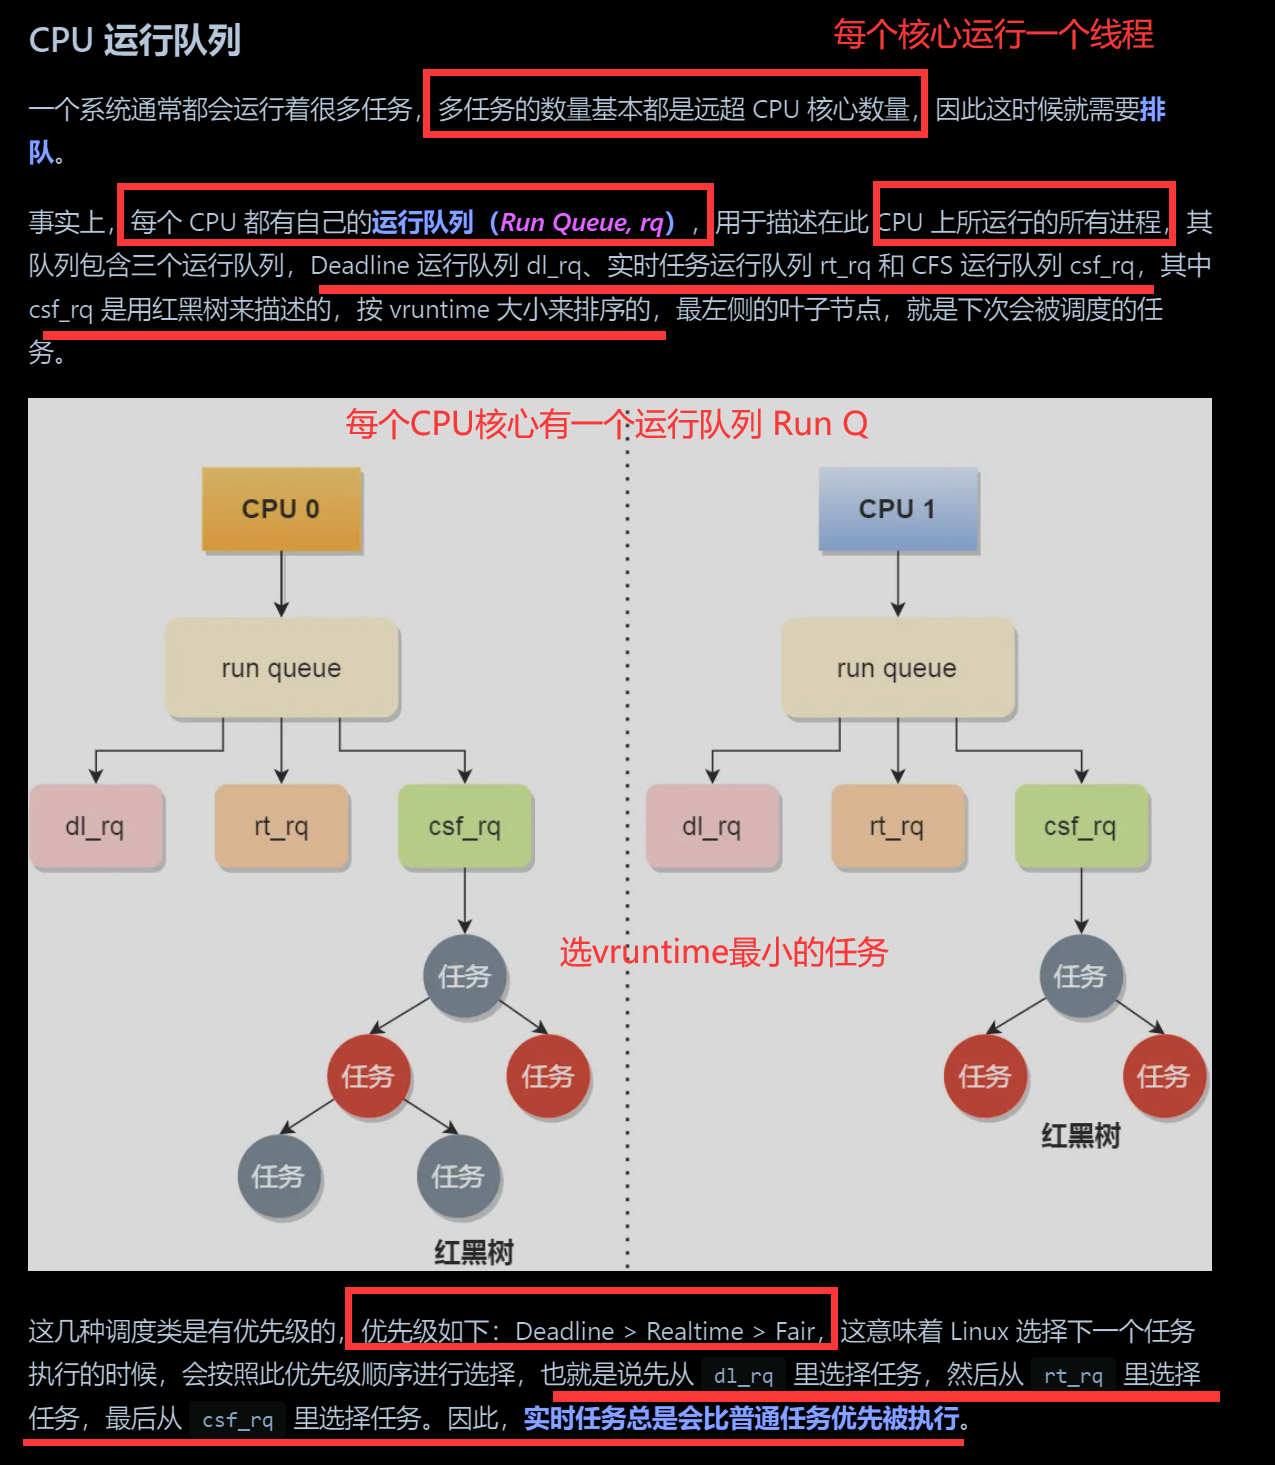 CPU 运行队列
每个核心运行一个线程
一个系统通常都会运行着很多任务，多任务的数量基本都是远超 CPU 核心数量，因此这时候就需要排
队。
事实上，每个 CPU 都有自己的运行队列（Run Queue, rq），用于描述在此 CPU 上所运行的所有进程，其
队列包含三个运行队列，Deadline 运行队列 dl_rq、实时任务运行队列 rt_rq 和 CFS 运行队列 csf_rq，其中
csf_rq 是用红黑树来描述的，按 vruntime 大小来排序的，最左侧的叶子节点，就是下次会被调度的任
务。
每个CPU核心有一个运行队列 Run Q
CPU 0
CPU 1
run queue
run queue
dl_rq
rt_rq
csf_rq
dl_rq
rt_rq
csf_rq
选vruntime最小的任务
任务
任务
任务
任务
任务
任务
红黑树
任务
任务
红黑树
这几种调度类是有优先级的，优先级如下：Deadline > Realtime > Fair，这意味着 Linux 选择下一个任务
执行的时候，会按照此优先级顺序进行选择，也就是说先从 dl_rq 里选择任务，然后从 rt_rq 里选择
任务，最后从 csf_rq 里选择任务。因此，实时任务总是会比普通任务优先被执行。